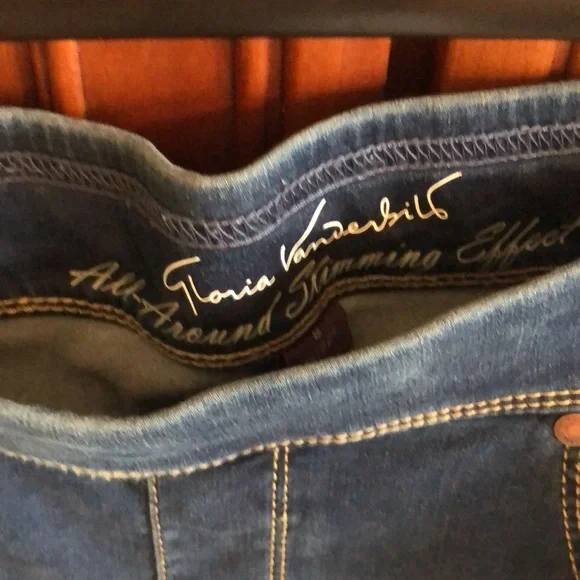 Gloria Vanderbilt
All-Around Slimming Effect